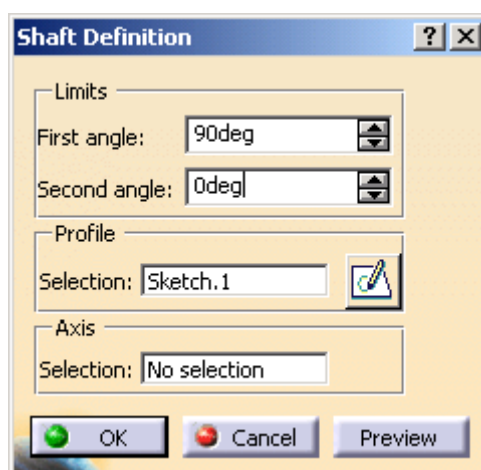 Shaft Definition ? ×
Limits
First angle: 90deg
Second angle: 0deg
Profile
Selection: Sketch.1
Axis
Selection: No selection
OK Cancel Preview